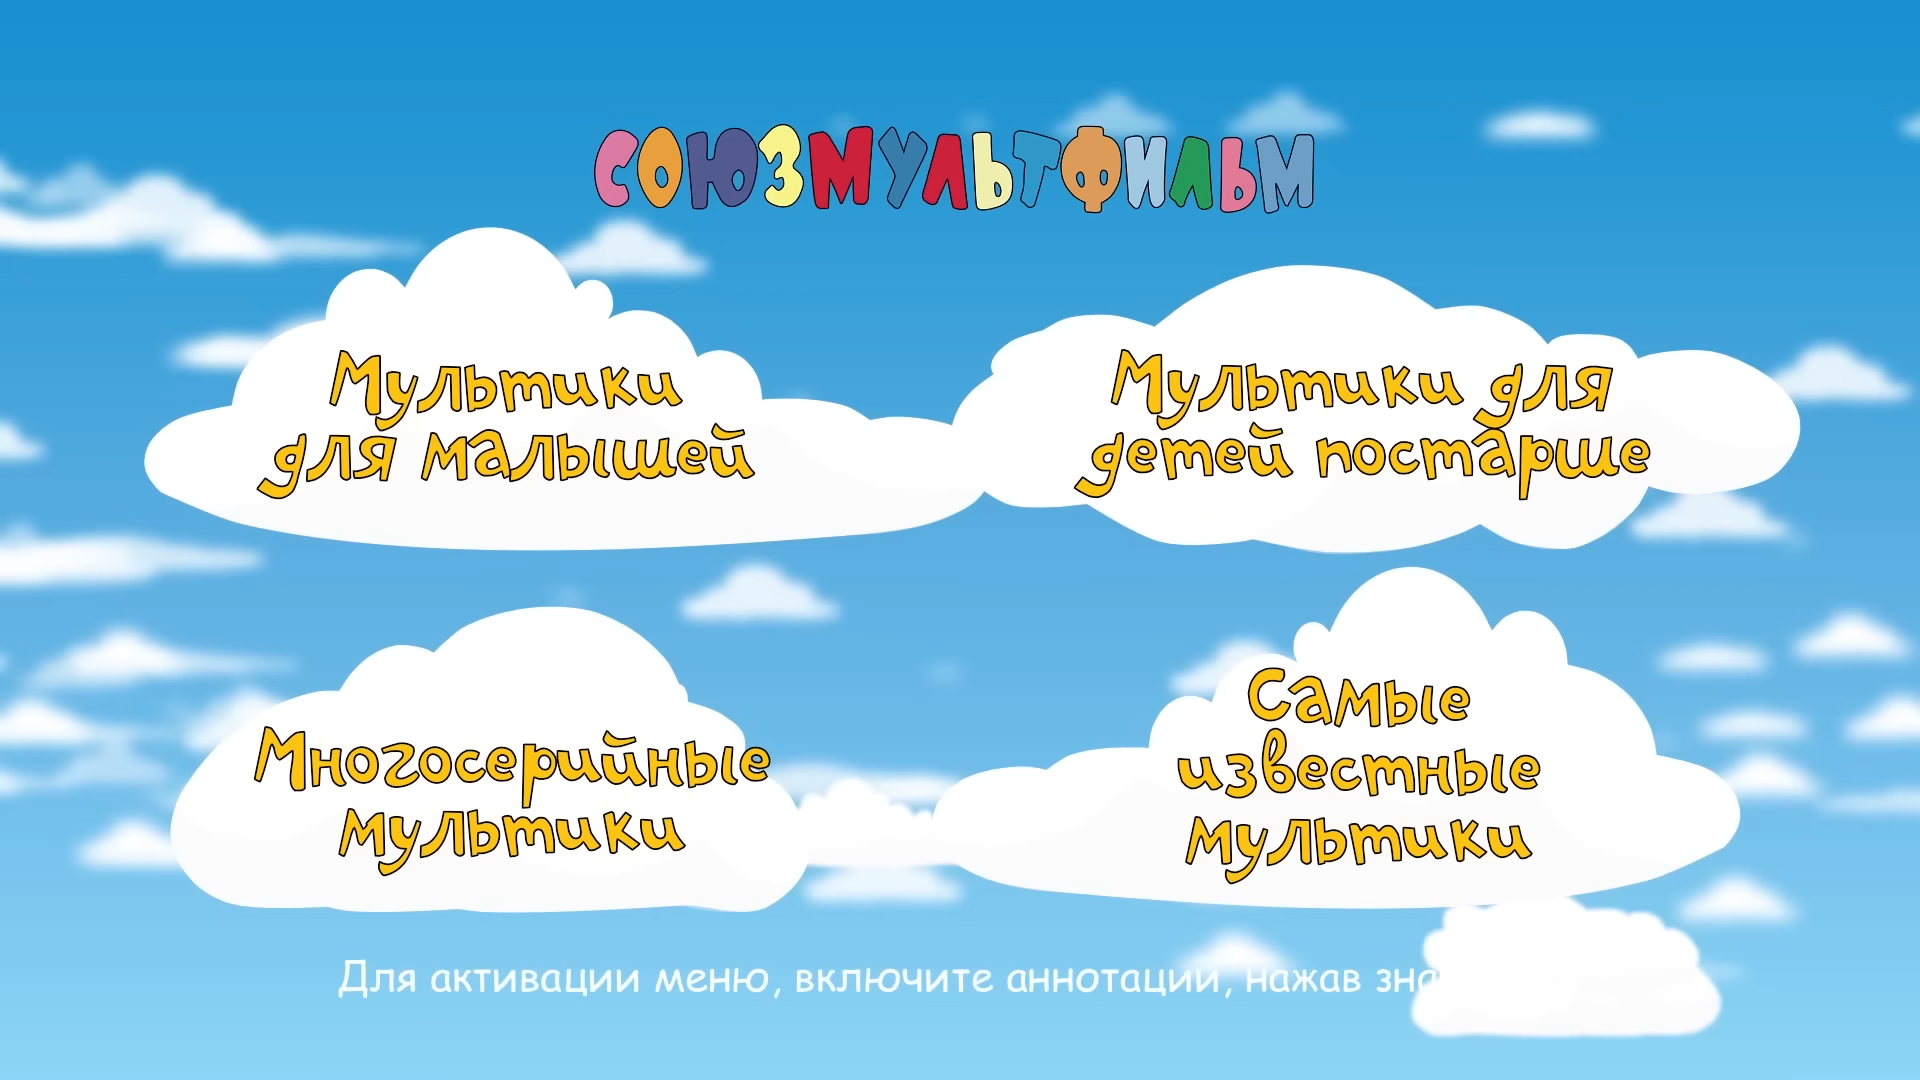 СОЮЗМУЛЬТФИЛЬМ
Мультики
для малышей
Мультики для
детей постарше
Многосерийные
мультики
Самые
известные
мультики
Для активации меню, включите аннотации, нажав